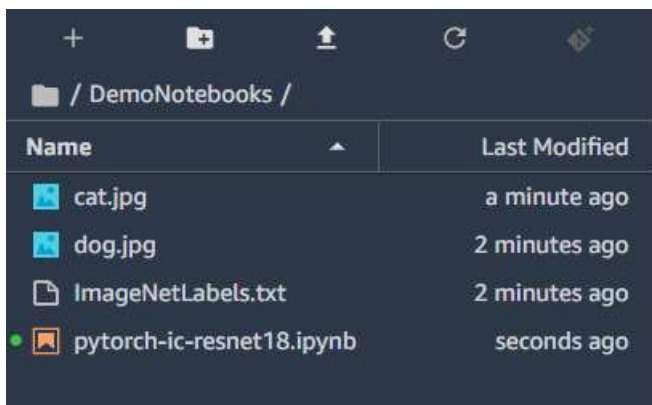 / DemoNotebooks /
Name Last Modified
cat.jpg a minute ago
dog.jpg 2 minutes ago
ImageNetLabels.txt 2 minutes ago
pytorch-ic-resnet18.ipynb seconds ago